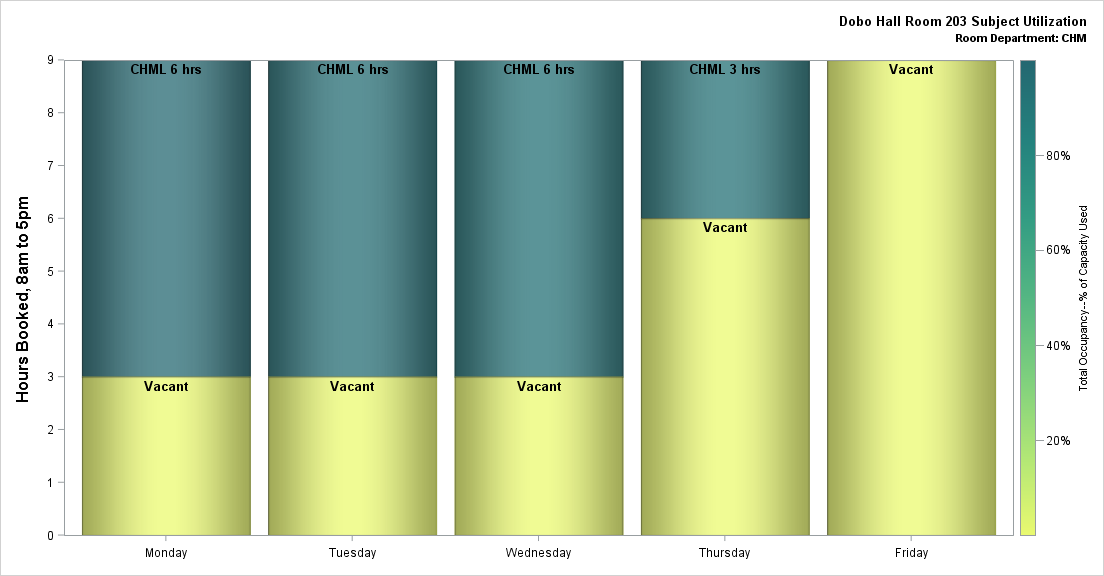 Dobo Hall Room 203 Subject Utilization
Room Department: CHM
Hours Booked, 8am to 5pm
9
8
7
6
5
4
3
2
1
0
CHML 6 hrs
Vacant
CHML 6 hrs
Vacant
CHML 6 hrs
Vacant
CHML 3 hrs
Vacant
Vacant
Monday
Tuesday
Wednesday
Thursday
Friday
80%
60%
40%
20%
Total Occupancy--% of Capacity Used